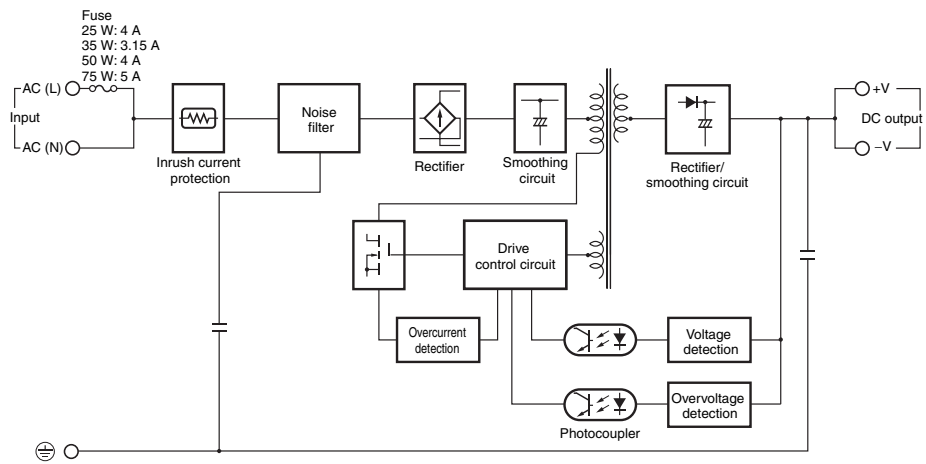 Fuse
25 W: 4 A
35 W: 3.15 A
50 W: 4 A
75 W: 5 A
AC (L)
Input
AC (N)
Inrush current
protection
Noise
filter
Rectifier
Smoothing
circuit
Rectifier/
smoothing circuit
+V
DC output
−V
Drive
control circuit
Overcurrent
detection
Voltage
detection
Overvoltage
detection
Photocoupler